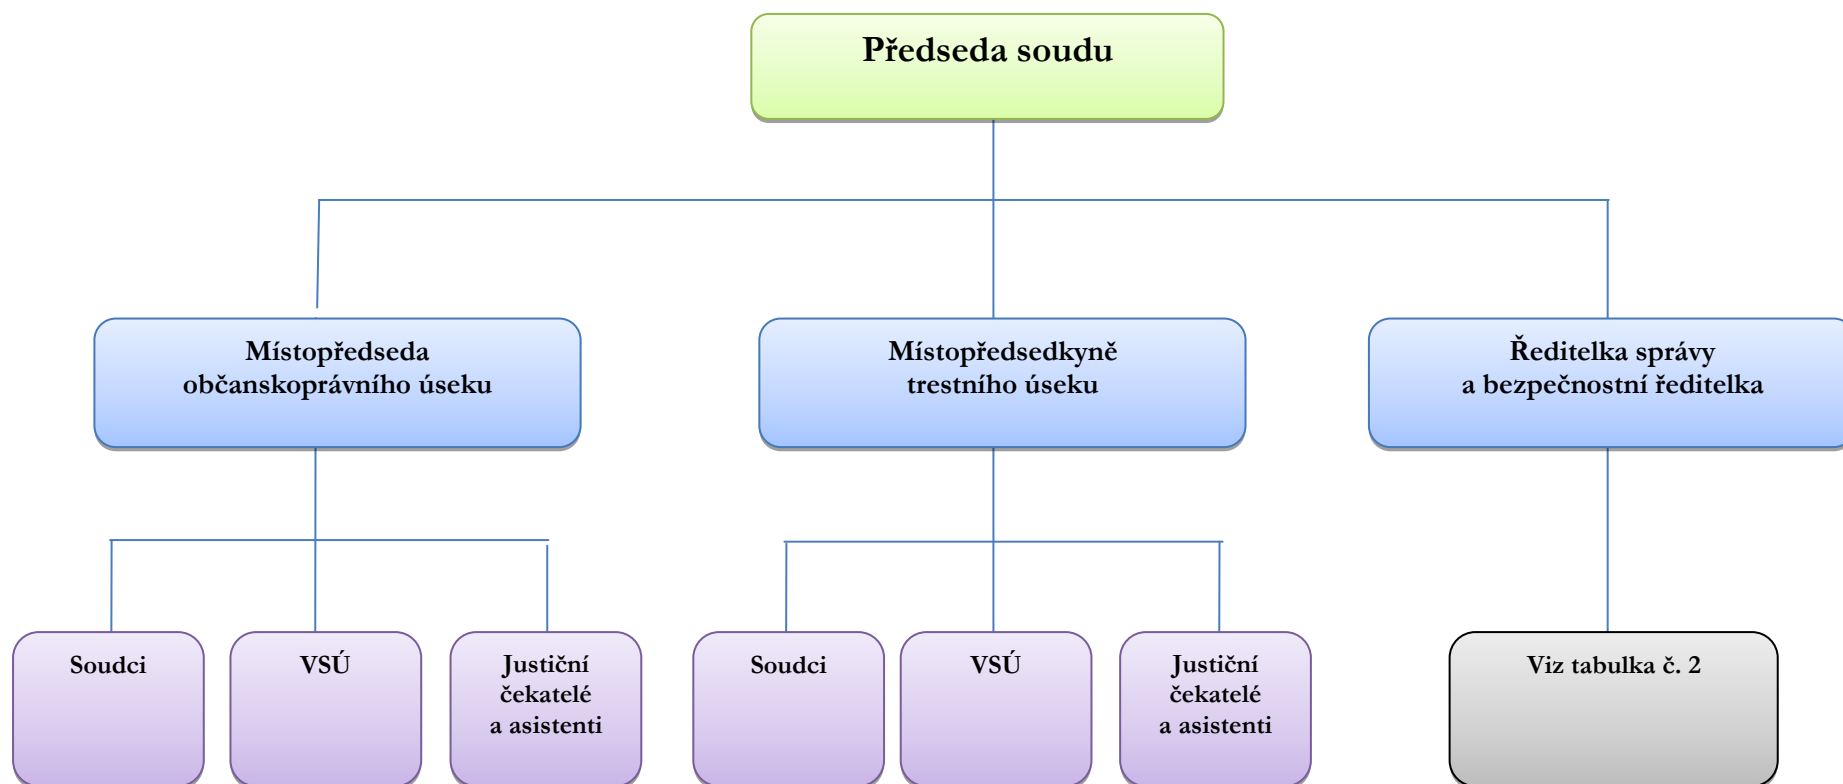 Předseda soudu
Místopředseda
občanskoprávního úseku
Místopředsedkyně
trestního úseku
Ředitelka správy
a bezpečnostní ředitelka
Soudci
VSÚ
Justiční
čekatelé
a asistenti
Soudci
VSÚ
Justiční
čekatelé
a asistenti
Viz tabulka č. 2